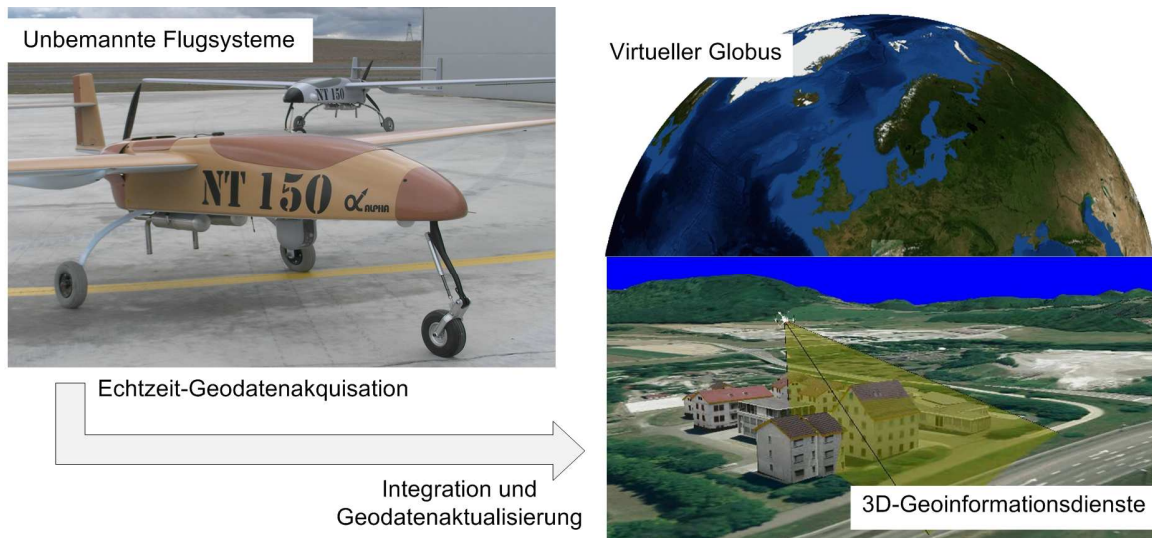 Unbemannte Flugsysteme
NT 150
NT 150
ALPHA
Echtzeit-Geodatenakquisation
Integration und
Geodatenaktualisierung
Virtueller Globus
3D-Geoinformationsdienste